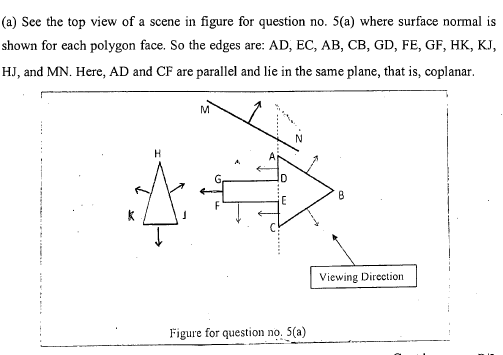 (a) See the top view of a scene in figure for question no. 5(a) where surface normal is
shown for each polygon face. So the edges are: AD, EC, AB, CB, GD, FE, GF, HK, KJ,
HJ, and MN. Here, AD and CF are parallel and lie in the same plane, that is, coplanar.
M
N
H
A
G
D
B
E
F
K
J
C
Viewing Direction
Figure for question no. 5(a)